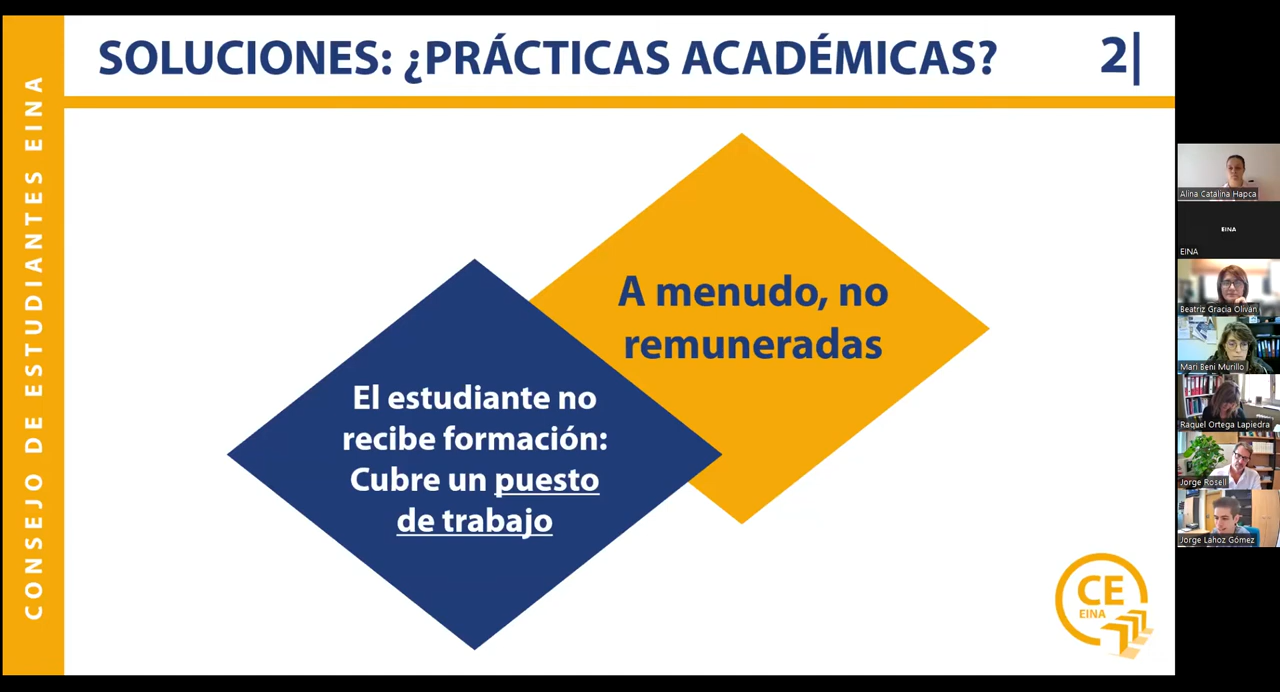 SOLUCIONES: ¿PRÁCTICAS ACADÉMICAS?
2|
CONSEJO DE ESTUDIANTES EINA
A menudo, no
remuneradas
El estudiante no
recibe formación:
Cubre un puesto
de trabajo
CE
EINA
Alina Catalina Hapca
EINA
EINA
Beatriz Gracia Oliván
Mari Beni Murillo
Raquel Ortega Lapiedra
Jorge Rosell
Jorge Lahoz Gómez